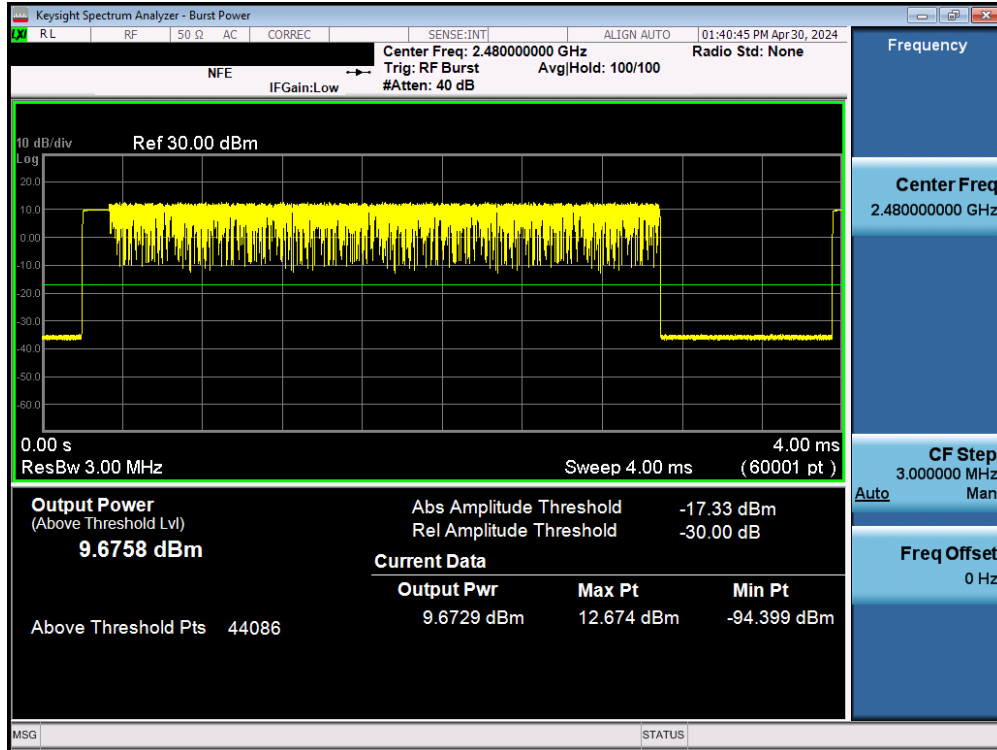 Keysight Spectrum Analyzer - Burst Power
LXI RL RF 50 Ω AC CORREC SENSE:INT ALIGN AUTO 01:40:45 PM Apr 30, 2024
Center Freq: 2.480000000 GHz Radio Std: None
NFE Trig: RF Burst Avg|Hold: 100/100
IFGain:Low #Atten: 40 dB
Frequency
10 dB/div Ref 30.00 dBm
Log
20.0
10.0
0.00
-10.0
-20.0
-30.0
-40.0
-50.0
-60.0
Center Freq
2.480000000 GHz
0.00 s 4.00 ms
ResBw 3.00 MHz Sweep 4.00 ms (60001 pt )
CF Step
3.000000 MHz
Auto Man
Output Power
(Above Threshold Lvl)
9.6758 dBm
Abs Amplitude Threshold -17.33 dBm
Rel Amplitude Threshold -30.00 dB
Current Data
Output Pwr Max Pt Min Pt
9.6729 dBm 12.674 dBm -94.399 dBm
Above Threshold Pts 44086
Freq Offset
0 Hz
MSG STATUS